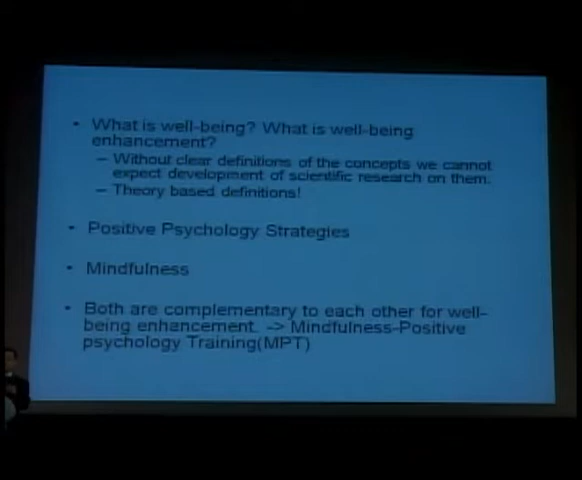 • What is well-being? What is well-being
enhancement?
– Without clear definitions of the concepts we cannot
expect development of scientific research on them.
– Theory based definitions!
• Positive Psychology Strategies
• Mindfulness
• Both are complementary to each other for well-
being enhancement. -> Mindfulness-Positive
psychology Training(MPT)